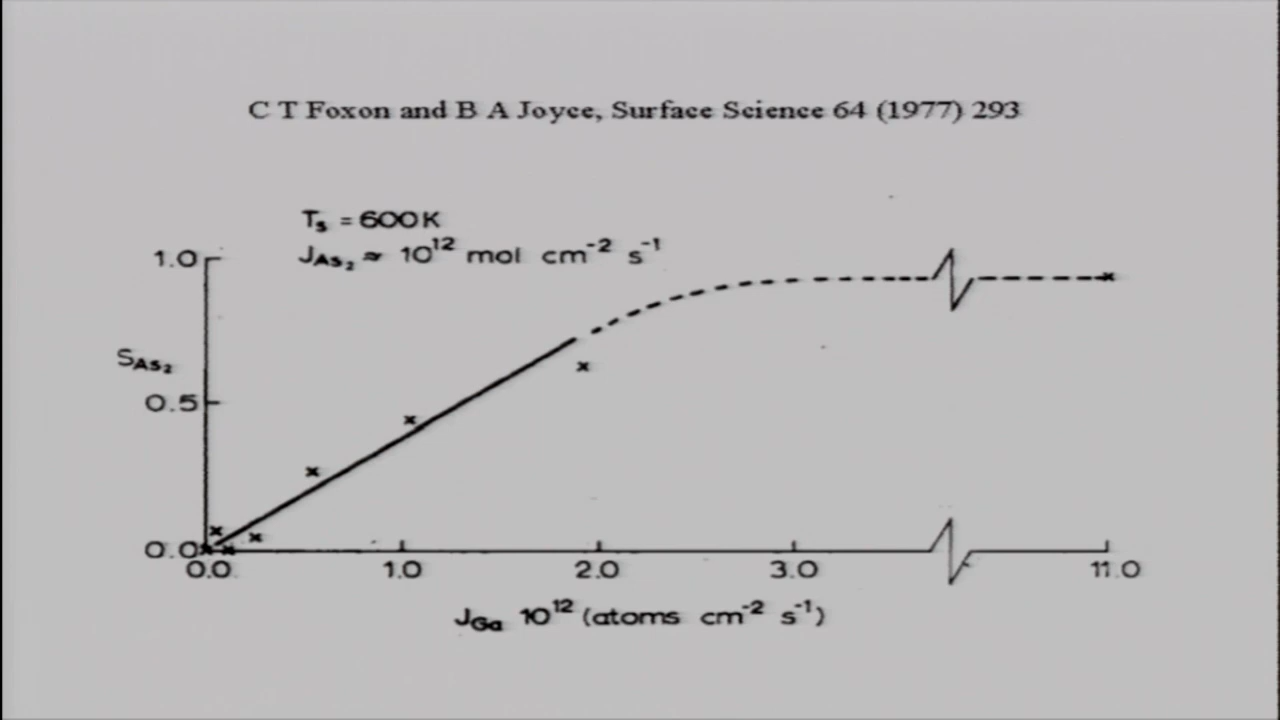 C T Foxon and B A Joyce, Surface Science 64 (1977) 293
Tₛ = 600K
J_As₂ ≈ 10¹² mol cm⁻² s⁻¹
1.0
S_As₂
0.5
0.0
0.0 1.0 2.0 3.0 11.0
J_Ga 10¹² (atoms cm⁻² s⁻¹)